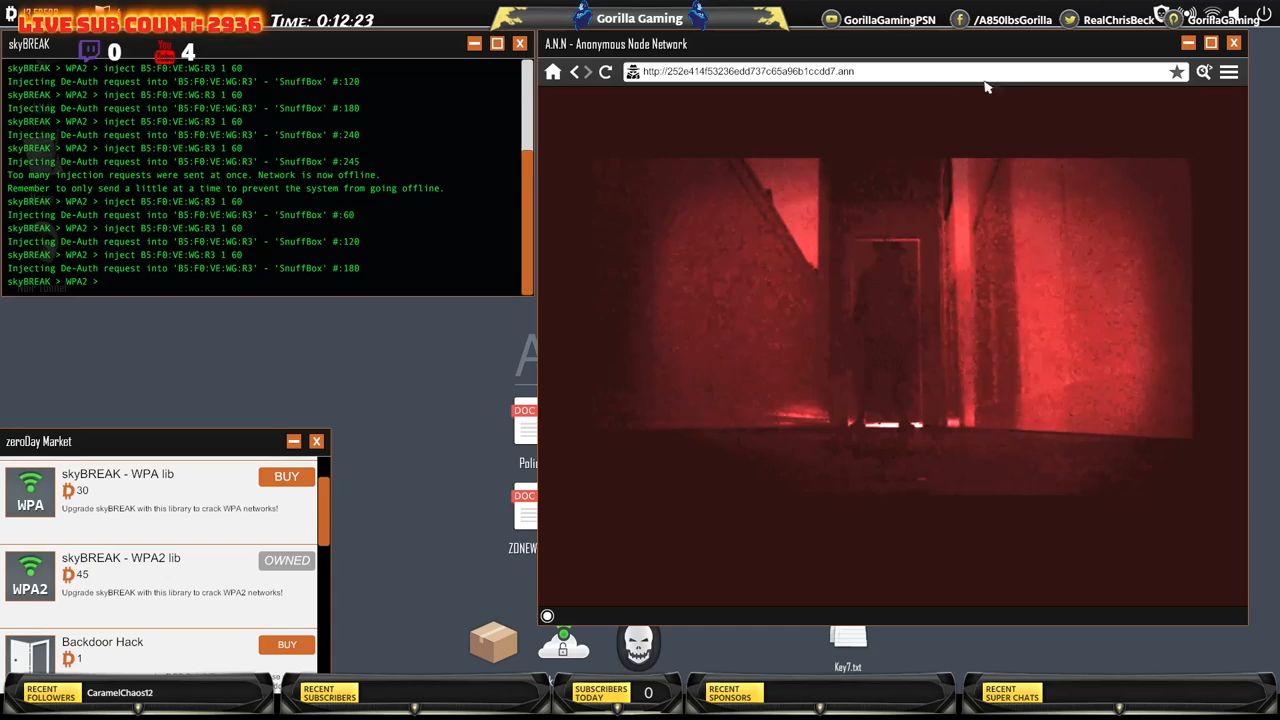 LIVE SUB COUNT: 2936
TIME: 0:12:23
0
4
Gorilla Gaming
GorillaGamingPSN
/A850lbsGorilla
RealChrisBeck
GorillaGaming
skyBREAK
skyBREAK > WPA2 > inject B5:F0:VE:WG:R3 1 60
Injecting De-Auth request into 'B5:F0:VE:WG:R3' - 'SnuffBox' #:120
skyBREAK > WPA2 > inject B5:F0:VE:WG:R3 1 60
Injecting De-Auth request into 'B5:F0:VE:WG:R3' - 'SnuffBox' #:180
skyBREAK > WPA2 > inject B5:F0:VE:WG:R3 1 60
Injecting De-Auth request into 'B5:F0:VE:WG:R3' - 'SnuffBox' #:240
skyBREAK > WPA2 > inject B5:F0:VE:WG:R3 1 60
Injecting De-Auth request into 'B5:F0:VE:WG:R3' - 'SnuffBox' #:245
Too many injection requests were sent at once. Network is now offline.
Remember to only send a little at a time to prevent the system from going offline.
skyBREAK > WPA2 > inject B5:F0:VE:WG:R3 1 60
Injecting De-Auth request into 'B5:F0:VE:WG:R3' - 'SnuffBox' #:60
skyBREAK > WPA2 > inject B5:F0:VE:WG:R3 1 60
Injecting De-Auth request into 'B5:F0:VE:WG:R3' - 'SnuffBox' #:120
skyBREAK > WPA2 > inject B5:F0:VE:WG:R3 1 60
Injecting De-Auth request into 'B5:F0:VE:WG:R3' - 'SnuffBox' #:180
skyBREAK > WPA2 >
A.N.N - Anonymous Node Network
http://252e414f53236edd737c65a96b1ccdd7.ann
zeroDay Market
skyBREAK - WPA lib
30
BUY
Upgrade skyBREAK with this library to crack WPA networks!
WPA
skyBREAK - WPA2 lib
45
OWNED
Upgrade skyBREAK with this library to crack WPA2 networks!
WPA2
Backdoor Hack
1
BUY
DOC
Polic
DOC
ZONEW
Key7.txt
RECENT FOLLOWERS
CaramelChaos12
RECENT SUBSCRIBERS
SUBSCRIBERS TODAY
0
RECENT SPONSORS
RECENT SUPER CHATS